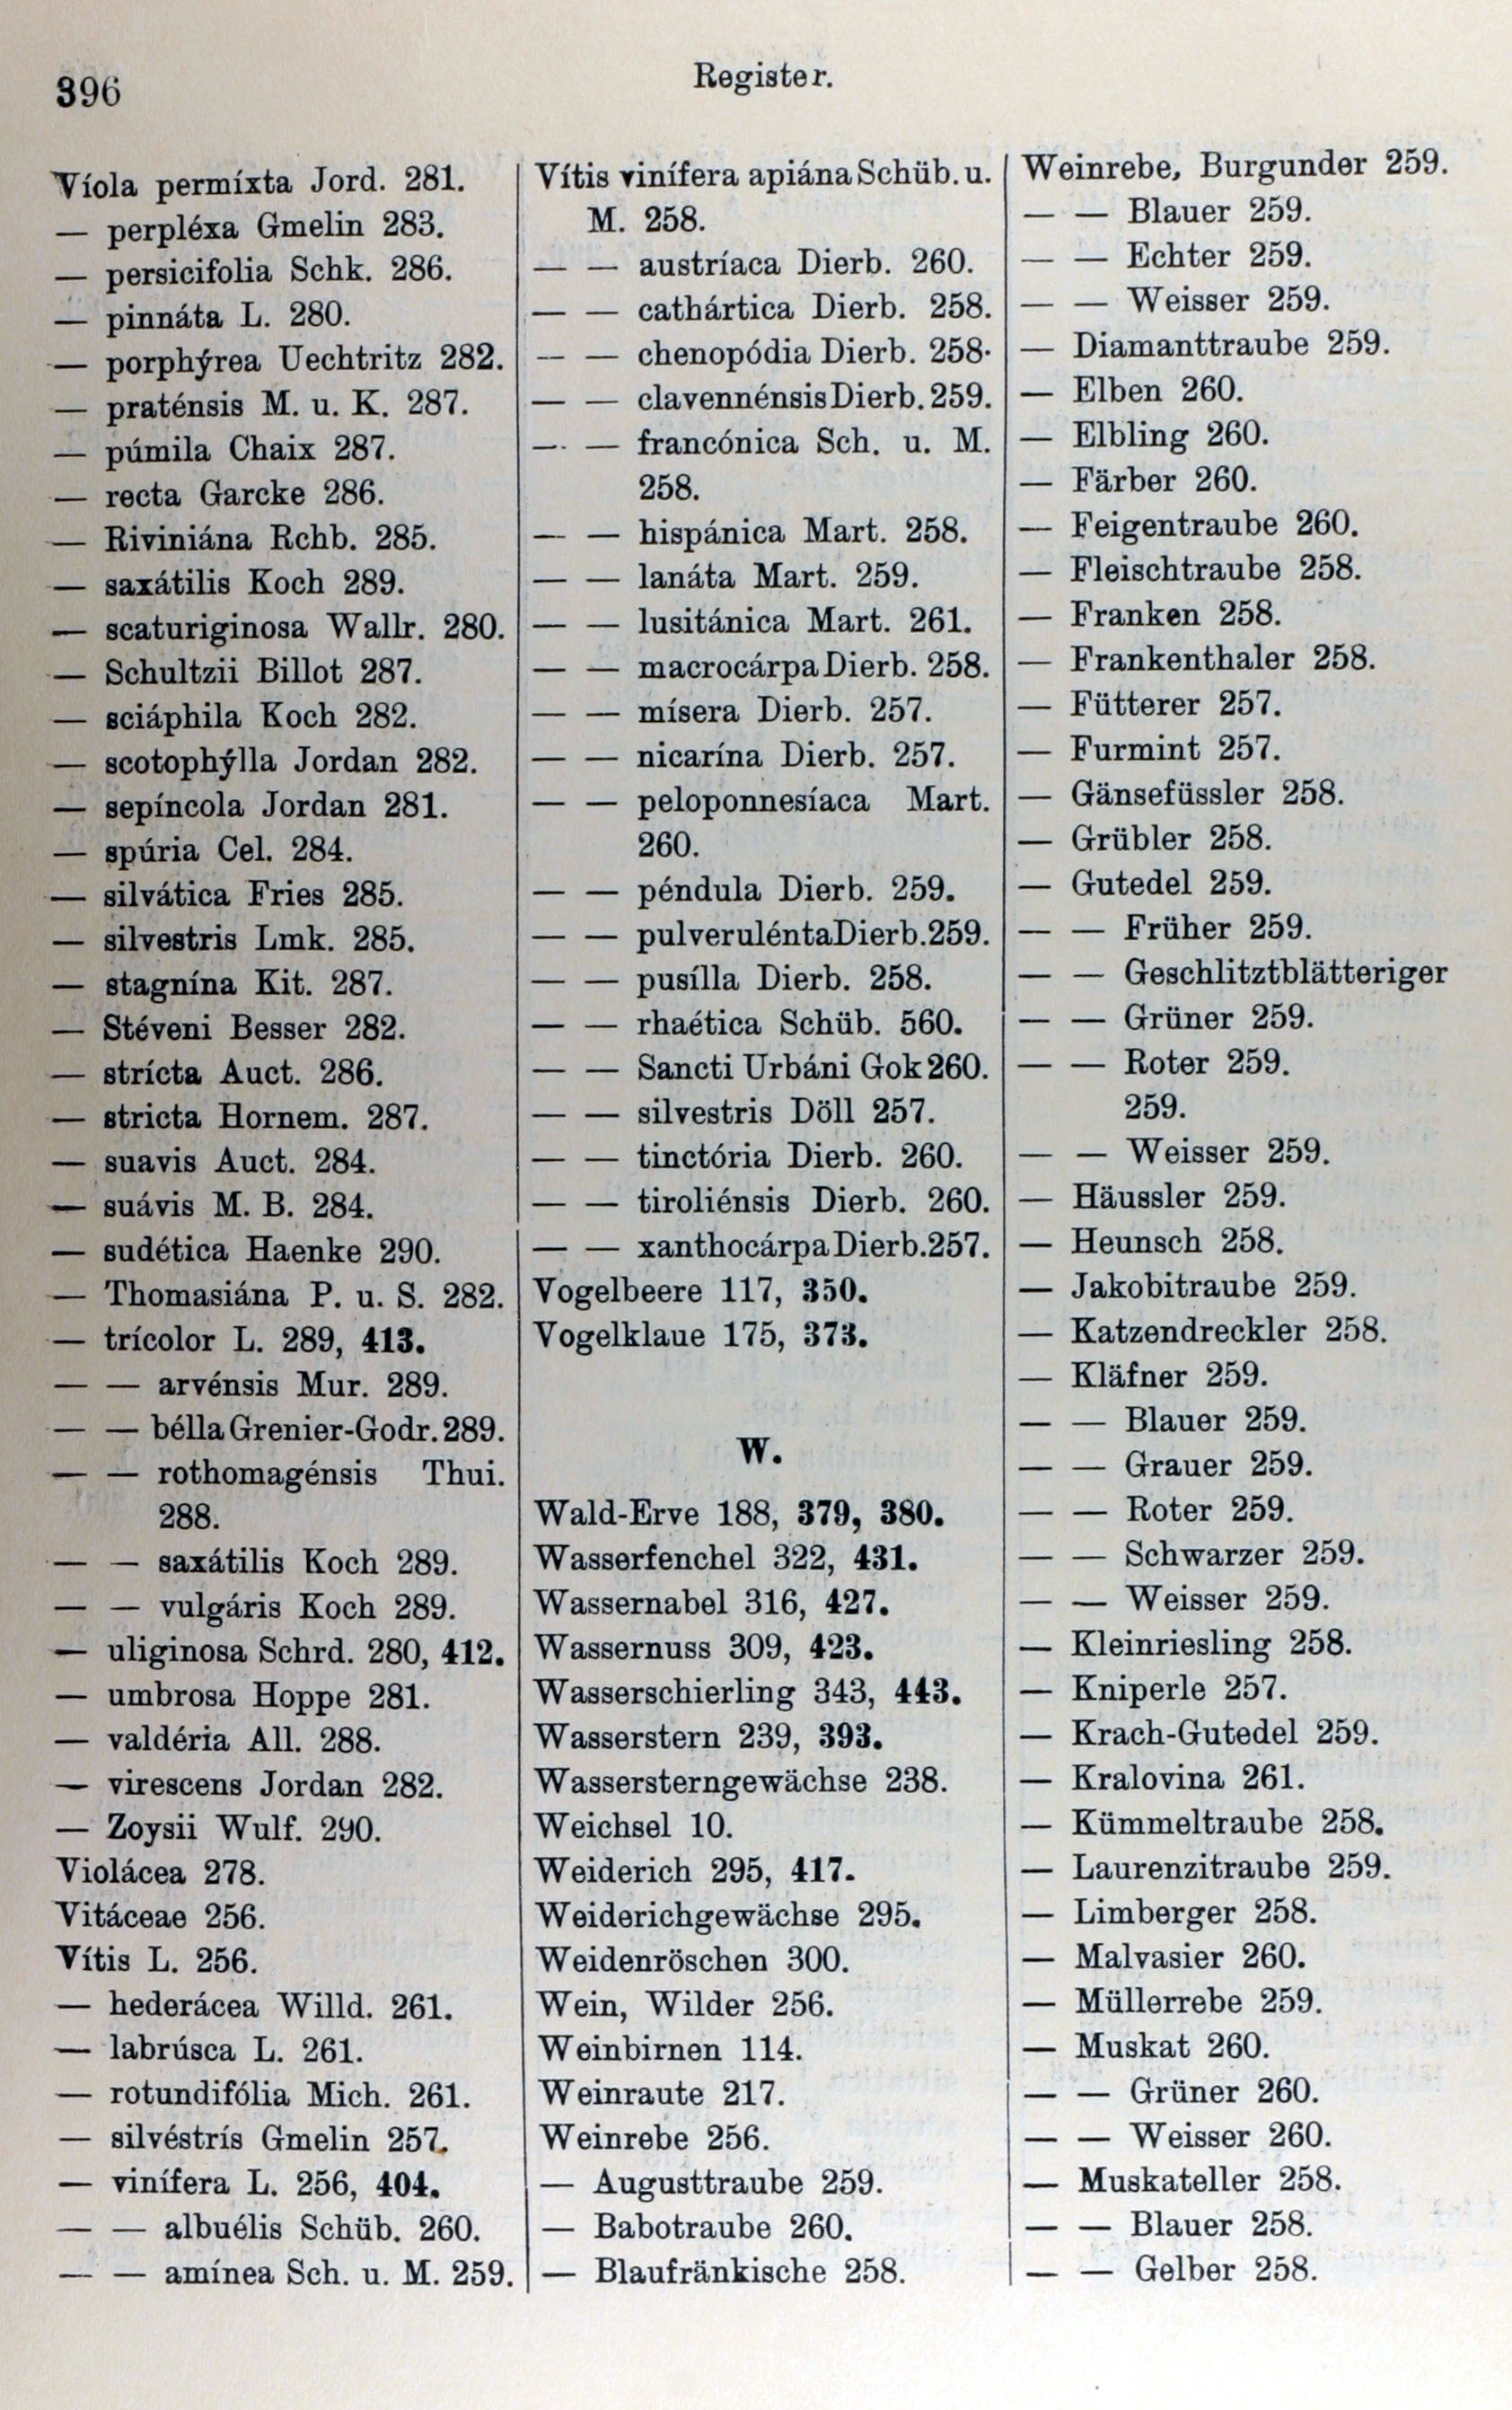 396
Register.
Víola permíxta Jord. 281.
— perpléxa Gmelin 283.
— persicifolia Schk. 286.
— pinnáta L. 280.
— porphýrea Uechtritz 282.
— praténsis M. u. K. 287.
— púmila Chaix 287.
— recta Garcke 286.
— Riviniána Rchb. 285.
— saxátilis Koch 289.
— scaturiginosa Wallr. 280.
— Schultzii Billot 287.
— sciáphila Koch 282.
— scotophýlla Jordan 282.
— sepíncola Jordan 281.
— spúria Cel. 284.
— silvática Fries 285.
— silvestris Lmk. 285.
— stagnína Kit. 287.
— Stéveni Besser 282.
— strícta Auct. 286.
— stricta Hornem. 287.
— suavis Auct. 284.
— suávis M. B. 284.
— sudética Haenke 290.
— Thomasiána P. u. S. 282.
— trícolor L. 289, 413.
— — arvénsis Mur. 289.
— — bélla Grenier-Godr. 289.
— — rothomagénsis Thui.
288.
— — saxátilis Koch 289.
— — vulgáris Koch 289.
— uliginosa Schrd. 280, 412.
— umbrosa Hoppe 281.
— valdéria All. 288.
— virescens Jordan 282.
— Zoysii Wulf. 290.
Violácea 278.
Vitáceae 256.
Vítis L. 256.
— hederácea Willd. 261.
— labrúsca L. 261.
— rotundifólia Mich. 261.
— silvéstrís Gmelin 257.
— vinífera L. 256, 404.
— — albuélis Schüb. 260.
— — amínea Sch. u. M. 259.
Vítis vinífera apiána Schüb. u.
M. 258.
— — austríaca Dierb. 260.
— — cathártica Dierb. 258.
— — chenopódia Dierb. 258.
— — clavennénsis Dierb. 259.
— — francónica Sch. u. M.
258.
— — hispánica Mart. 258.
— — lanáta Mart. 259.
— — lusitánica Mart. 261.
— — macrocárpa Dierb. 258.
— — mísera Dierb. 257.
— — nicarína Dierb. 257.
— — peloponnesíaca Mart.
260.
— — péndula Dierb. 259.
— — pulverulénta Dierb. 259.
— — pusílla Dierb. 258.
— — rhaética Schüb. 560.
— — Sancti Urbáni Gok 260.
— — silvestris Döll 257.
— — tinctória Dierb. 260.
— — tiroliénsis Dierb. 260.
— — xanthocárpa Dierb. 257.
Vogelbeere 117, 350.
Vogelklaue 175, 373.
W.
Wald-Erve 188, 379, 380.
Wasserfenchel 322, 431.
Wassernabel 316, 427.
Wassernuss 309, 423.
Wasserschierling 343, 443.
Wasserstern 239, 393.
Wassersterngewächse 238.
Weichsel 10.
Weiderich 295, 417.
Weiderichgewächse 295.
Weidenröschen 300.
Wein, Wilder 256.
Weinbirnen 114.
Weinraute 217.
Weinrebe 256.
— Augusttraube 259.
— Babotraube 260.
— Blaufränkische 258.
Weinrebe, Burgunder 259.
— — Blauer 259.
— — Echter 259.
— — Weisser 259.
— Diamanttraube 259.
— Elben 260.
— Elbling 260.
— Färber 260.
— Feigentraube 260.
— Fleischtraube 258.
— Franken 258.
— Frankenthaler 258.
— Fütterer 257.
— Furmint 257.
— Gänsefüssler 258.
— Grübler 258.
— Gutedel 259.
— — Früher 259.
— — Geschlitztblätteriger
— — Grüner 259.
— — Roter 259.
259.
— — Weisser 259.
— Häussler 259.
— Heunsch 258.
— Jakobitraube 259.
— Katzendreckler 258.
— Kläfner 259.
— — Blauer 259.
— — Grauer 259.
— — Roter 259.
— — Schwarzer 259.
— — Weisser 259.
— Kleinriesling 258.
— Kniperle 257.
— Krach-Gutedel 259.
— Kralovina 261.
— Kümmeltraube 258.
— Laurenzitraube 259.
— Limberger 258.
— Malvasier 260.
— Müllerrebe 259.
— Muskat 260.
— — Grüner 260.
— — Weisser 260.
— Muskateller 258.
— — Blauer 258.
— — Gelber 258.